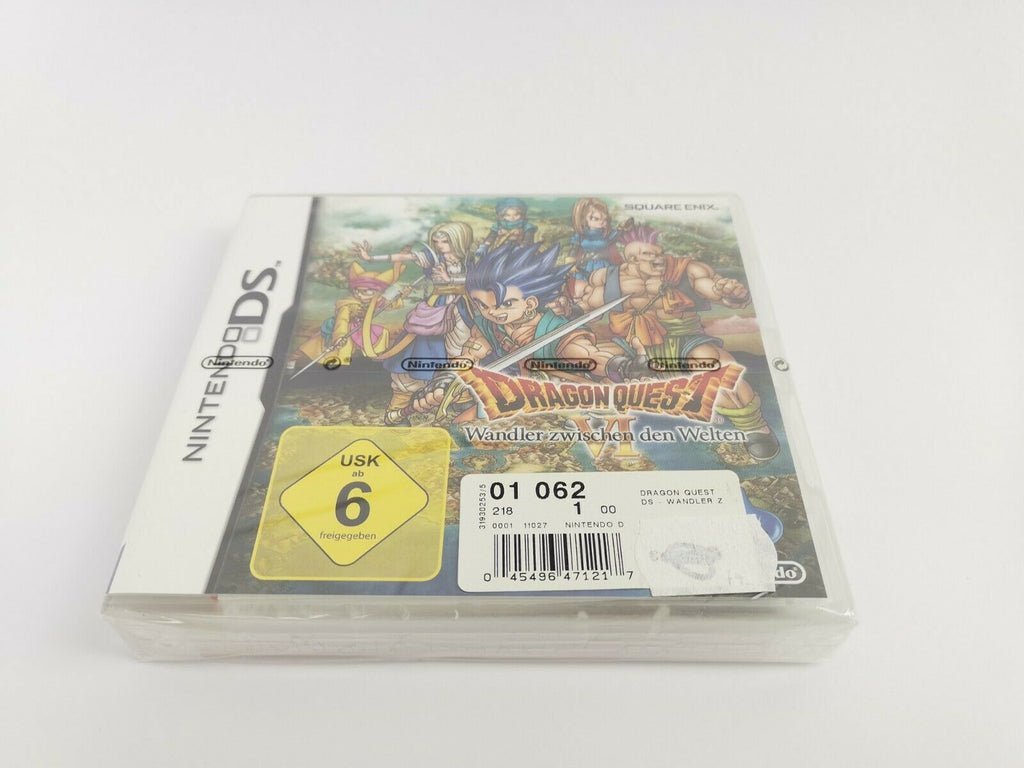 SQUARE ENIX
NINTENDO DS™
Nintendo Nintendo Nintendo Nintendo
DRAGON QUEST
VI
Wandler zwischen den Welten
USK
ab
6
freigegeben
31930253/5
01 062
218 1 00
0001 11027 NINTENDO D
DRAGON QUEST
DS - WANDLER Z
0 45496 47121 7